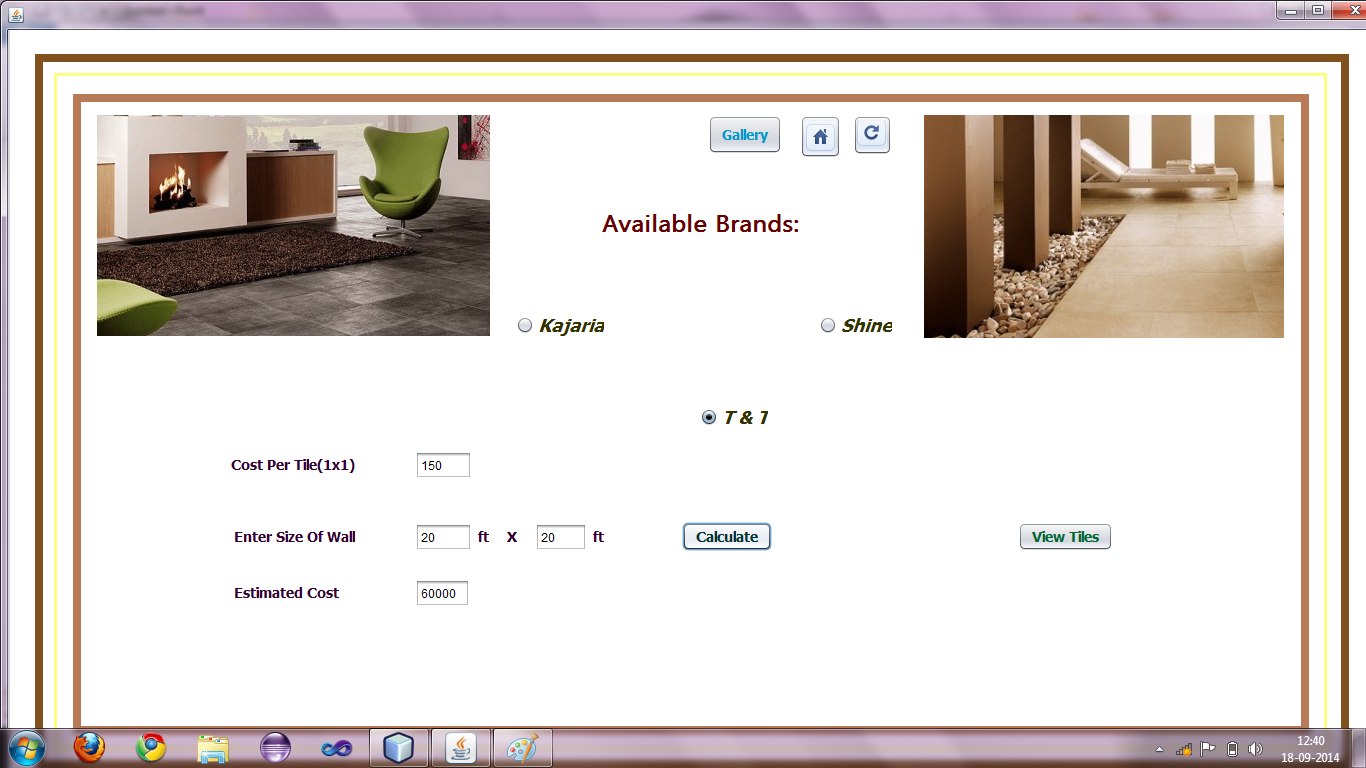 Gallery
Available Brands:
Kajaria
Shine
T & T
Cost Per Tile(1x1) 150
Enter Size Of Wall 20 ft X 20 ft Calculate View Tiles
Estimated Cost 60000
12:40
18-09-2014